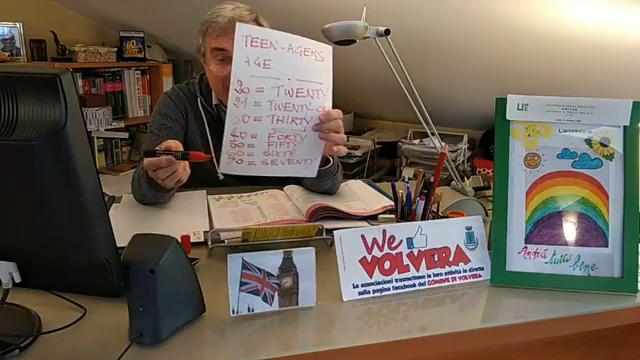 TEEN-AGERS
AGE
20 = TWENTY
21 = TWENTY
30 = THIRTY
40 = FORTY
50 = FIFTY
60 = SIXTY
70 = SEVENTY
We
VOLVERA
Le associazioni trasmettono le loro attività in diretta
sulla pagina facebook del COMUNE DI VOLVERA
L'arcobaleno
Andrà tutto bene